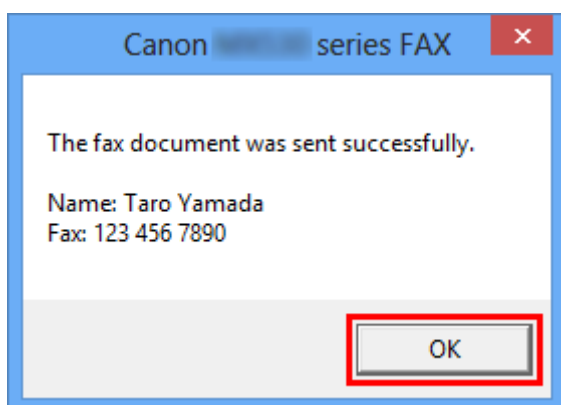 Canon series FAX
The fax document was sent successfully.
Name: Taro Yamada
Fax: 123 456 7890
OK